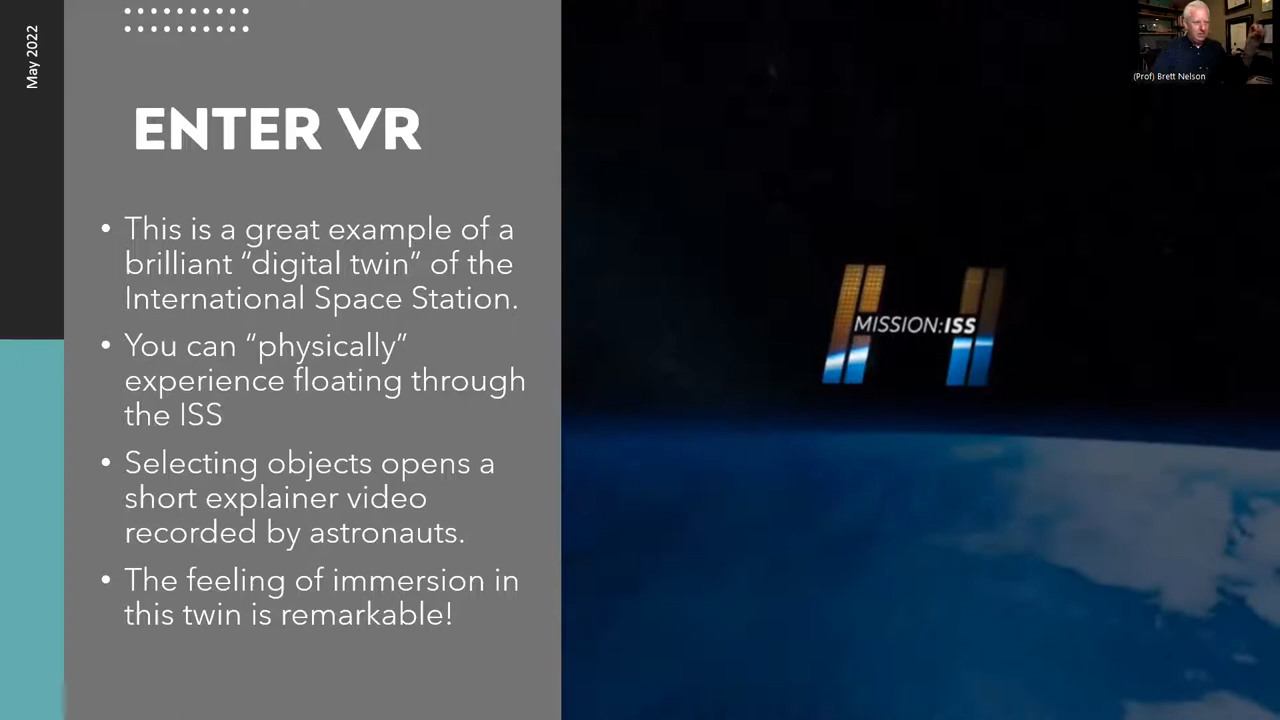 May 2022
ENTER VR
• This is a great example of a
brilliant “digital twin” of the
International Space Station.
• You can “physically”
experience floating through
the ISS
• Selecting objects opens a
short explainer video
recorded by astronauts.
• The feeling of immersion in
this twin is remarkable!
MISSION:ISS
(Prof) Brett Nelson